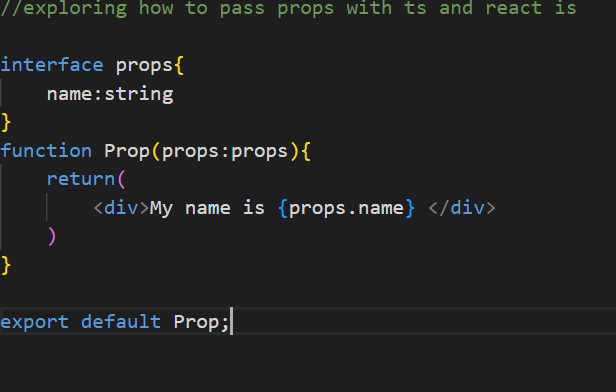 //exploring how to pass props with ts and react is
interface props{
    name:string
}
function Prop(props:props){
    return(
        <div>My name is {props.name} </div>
    )
}
export default Prop;